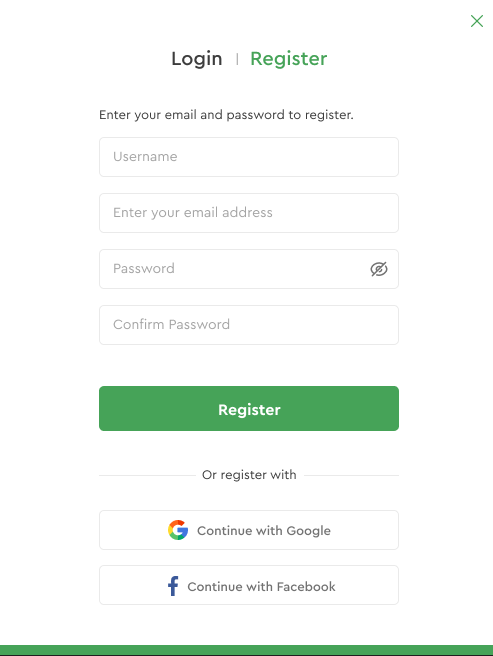 Login | Register
Enter your email and password to register.
Username
Enter your email address
Password
Confirm Password
Register
Or register with
Continue with Google
Continue with Facebook